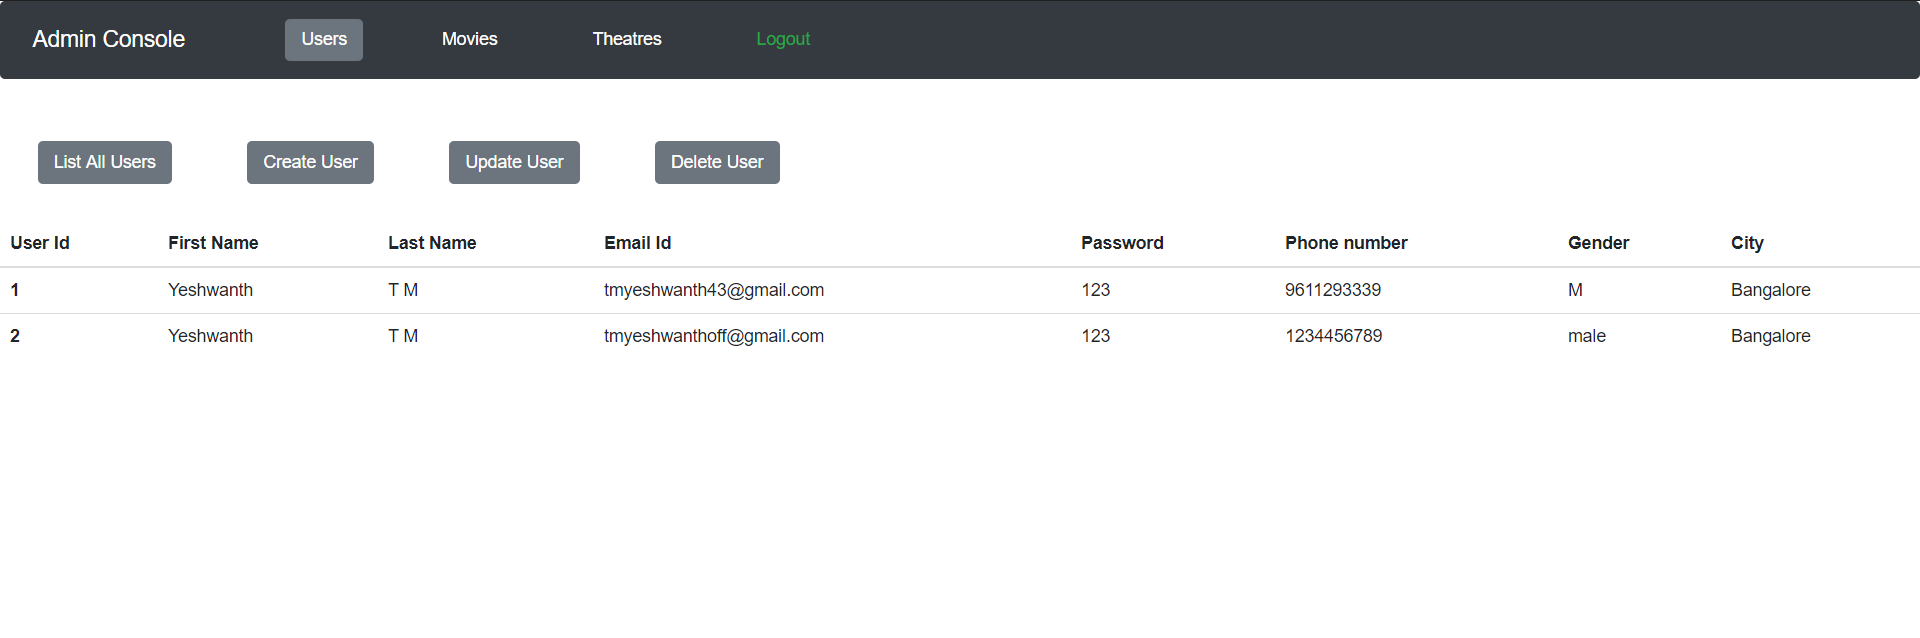 Admin Console Users Movies Theatres Logout
List All Users Create User Update User Delete User
User Id First Name Last Name Email Id Password Phone number Gender City
1 Yeshwanth T M tmyeshwanth43@gmail.com 123 9611293339 M Bangalore
2 Yeshwanth T M tmyeshwanthoff@gmail.com 123 1234456789 male Bangalore